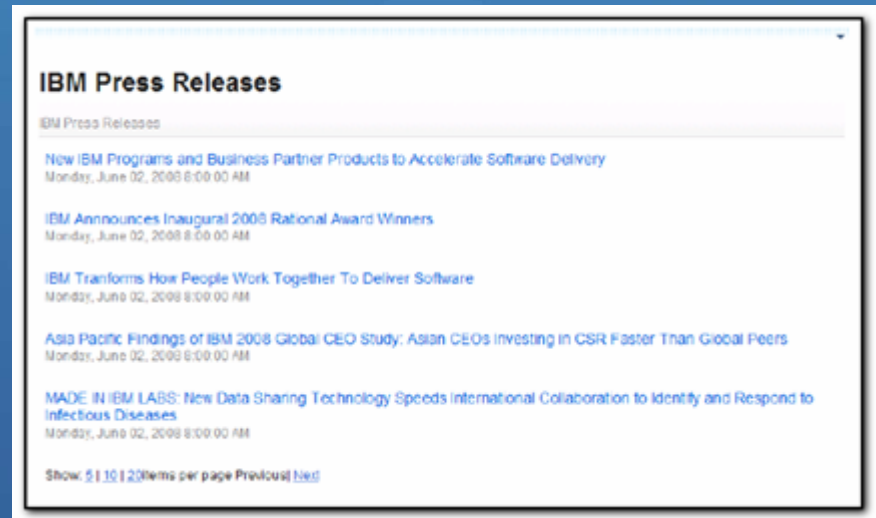 IBM Press Releases
IBM Press Releases
New IBM Programs and Business Partner Products to Accelerate Software Delivery
Monday, June 02, 2008 8:00:00 AM
IBM Annnounces Inaugural 2008 Rational Award Winners
Monday, June 02, 2008 8:00:00 AM
IBM Tranforms How People Work Together To Deliver Software
Monday, June 02, 2008 8:00:00 AM
Asia Pacific Findings of IBM 2008 Global CEO Study: Asian CEOs Investing in CSR Faster Than Global Peers
Monday, June 02, 2008 8:00:00 AM
MADE IN IBM LABS: New Data Sharing Technology Speeds International Collaboration to Identify and Respond to
Infectious Diseases
Monday, June 02, 2008 8:00:00 AM
Show: 5 | 10 | 20items per page Previous| Next